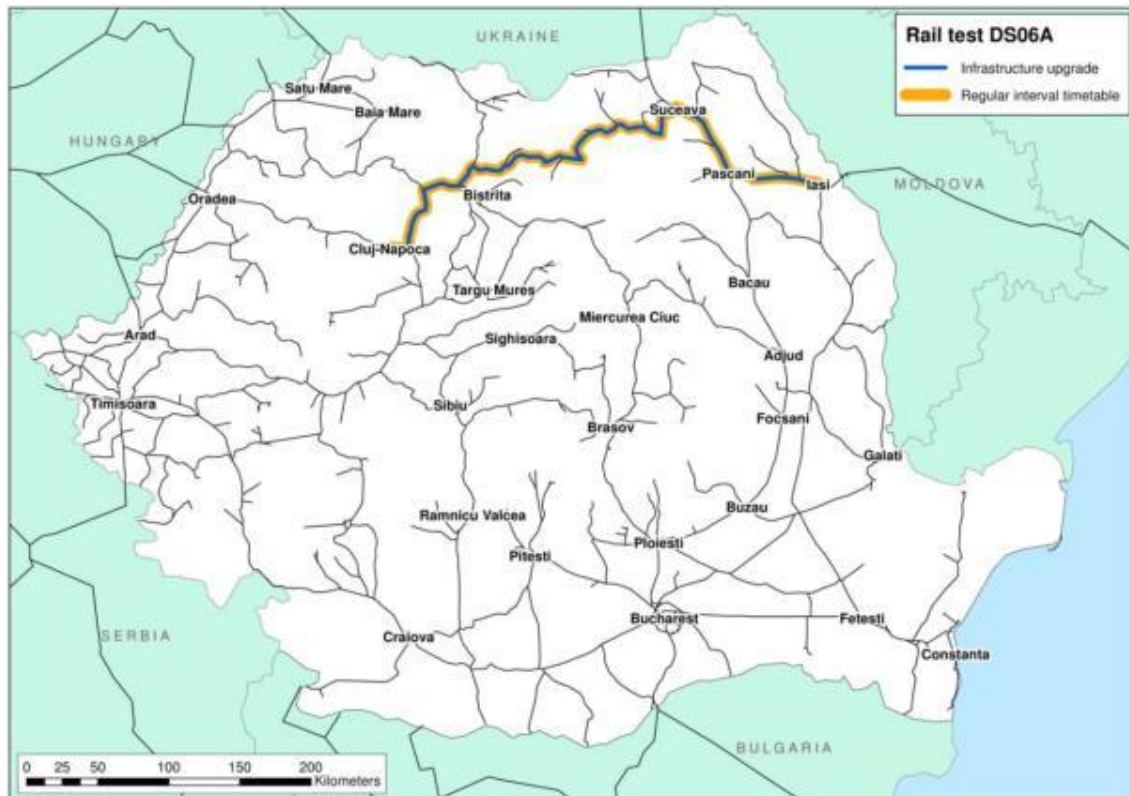 UKRAINE
Rail test DS06A
Infrastructure upgrade
Regular interval timetable
Satu Mare
Baia Mare
Suceava
HUNGARY
Pascani
Iasi
MOLDOVA
Oradea
Bistrita
Cluj-Napoca
Targu Mures
Bacau
Miercurea Ciuc
Arad
Sighisoara
Adjud
Timisoara
Sibiu
Focsani
Brasov
Galati
Ramnicu Valcea
Buzau
Pitesti
Ploiesti
Bucharest
Fetesti
SERBIA
Craiova
Constanta
BULGARIA
0 25 50 100 150 200
Kilometers